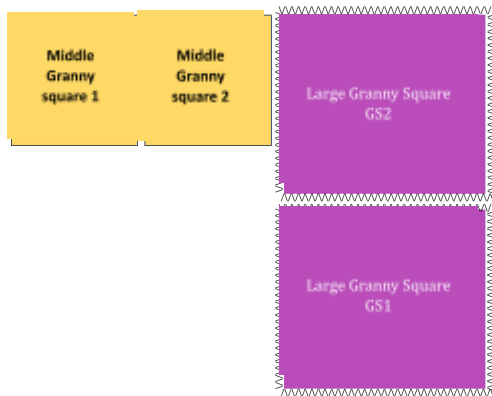 Middle
Granny
square 1
Middle
Granny
square 2
Large Granny Square
GS2
Large Granny Square
GS1